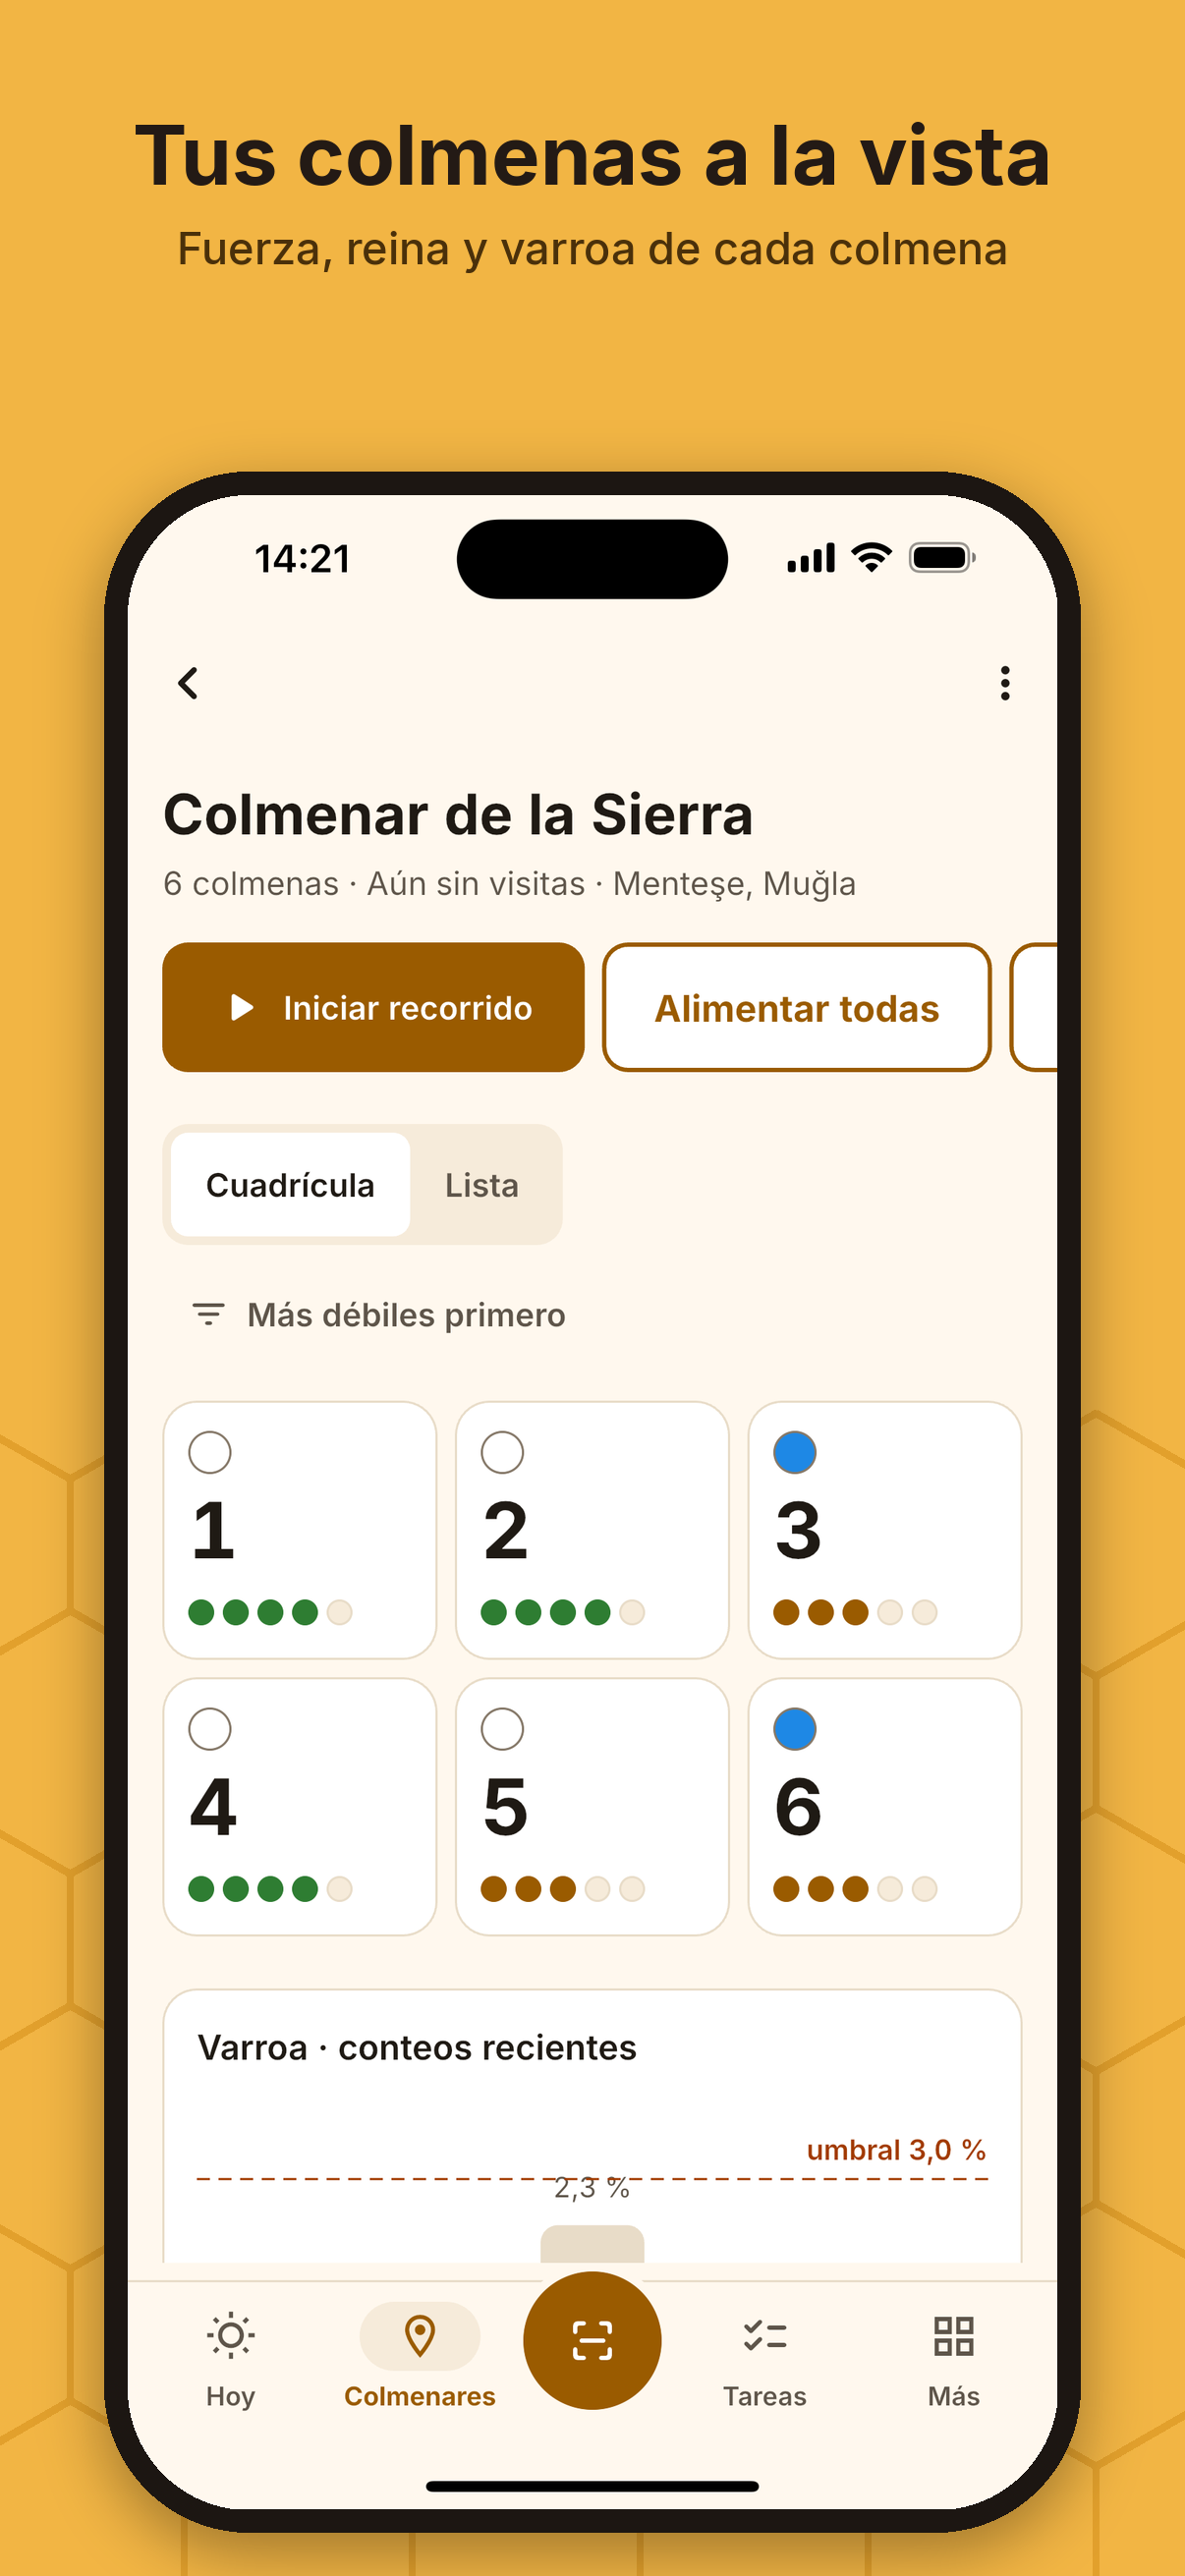 Tus colmenas a la vista
Fuerza, reina y varroa de cada colmena
14:21
Colmenar de la Sierra
6 colmenas · Aún sin visitas · Menteşe, Muğla
Iniciar recorrido
Alimentar todas
Cuadrícula
Lista
Más débiles primero
1
2
3
4
5
6
Varroa · conteos recientes
umbral 3,0 %
2,3 %
Hoy
Colmenares
Tareas
Más